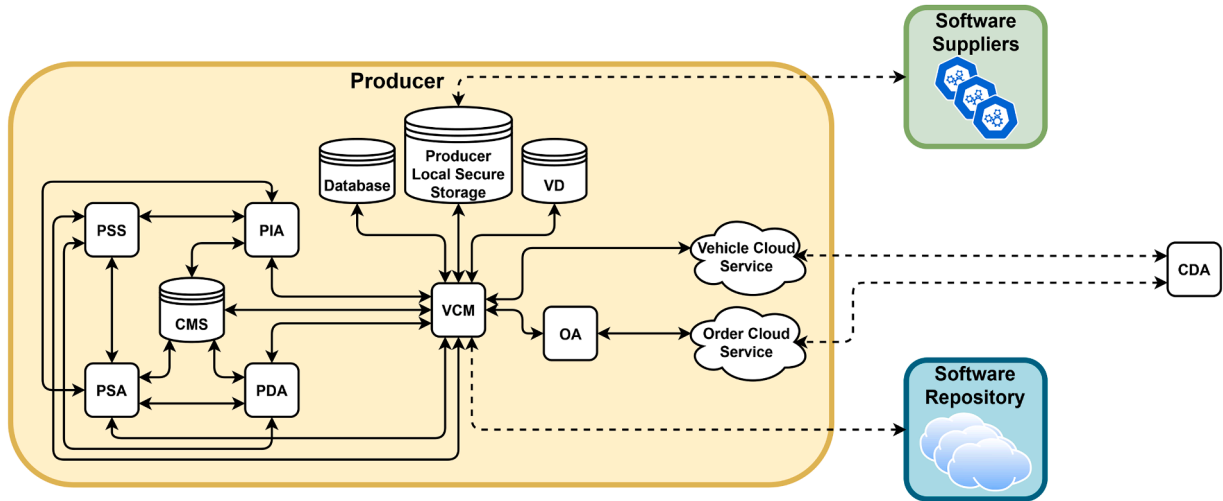 Software
Suppliers
Producer
Database
Producer
Local Secure
Storage
VD
PSS
PIA
Vehicle Cloud
Service
CDA
CMS
VCM
OA
Order Cloud
Service
PSA
PDA
Software
Repository